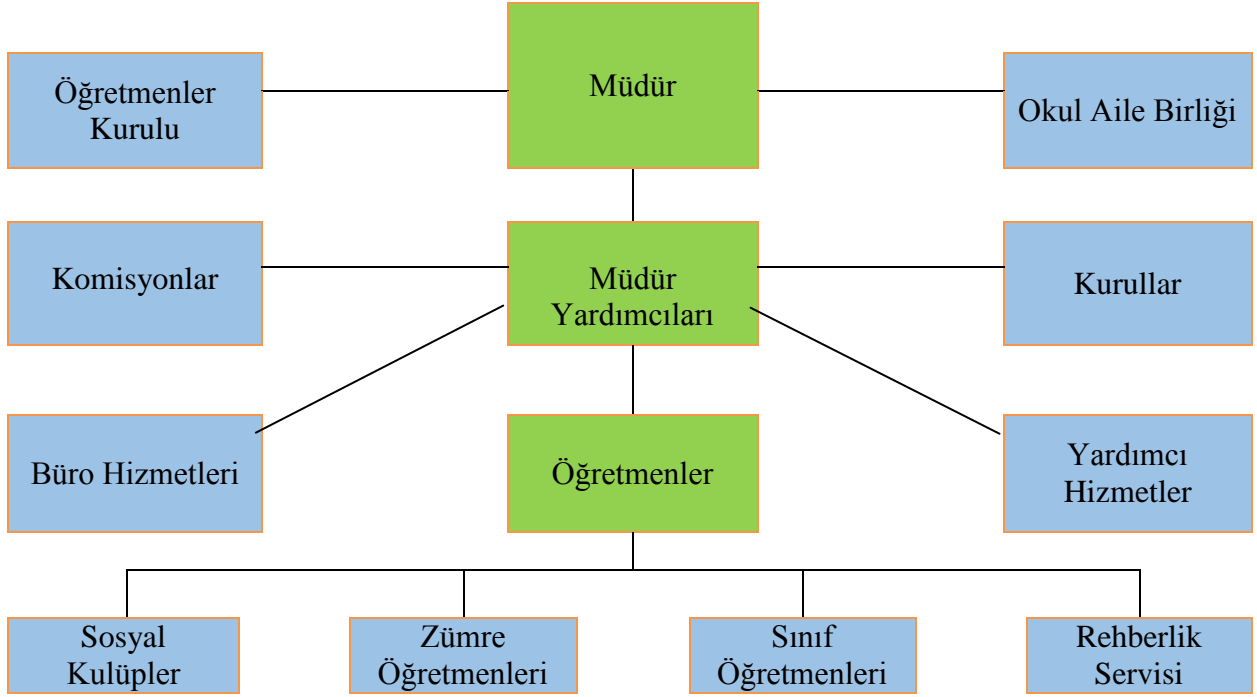 Müdür
Öğretmenler
Kurulu
Okul Aile Birliği
Komisyonlar
Müdür
Yardımcıları
Kurullar
Büro Hizmetleri
Öğretmenler
Yardımcı
Hizmetler
Sosyal
Kulüpler
Zümre
Öğretmenleri
Sınıf
Öğretmenleri
Rehberlik
Servisi